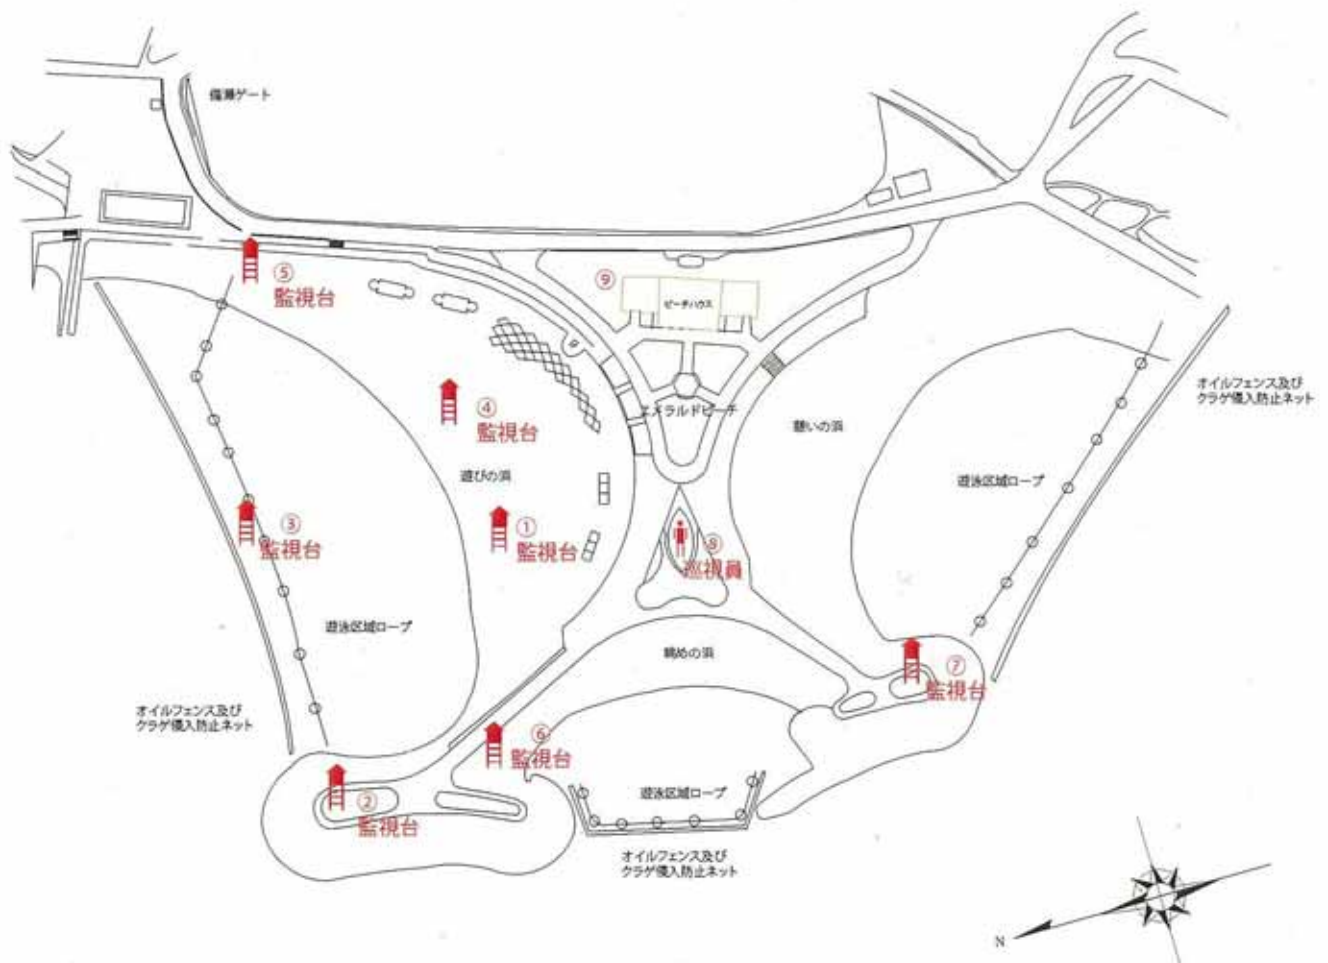 備瀬ゲート
⑤
監視台
⑨
ビーチハウス
オイルフェンス及び
クラゲ侵入防止ネット
④
監視台
エメラルドビーチ
憩いの浜
遊びの浜
遊泳区域ロープ
③
監視台
①
監視台
⑧
巡視員
遊泳区域ロープ
眺めの浜
⑦
監視台
オイルフェンス及び
クラゲ侵入防止ネット
⑥
監視台
遊泳区域ロープ
②
監視台
オイルフェンス及び
クラゲ侵入防止ネット
N